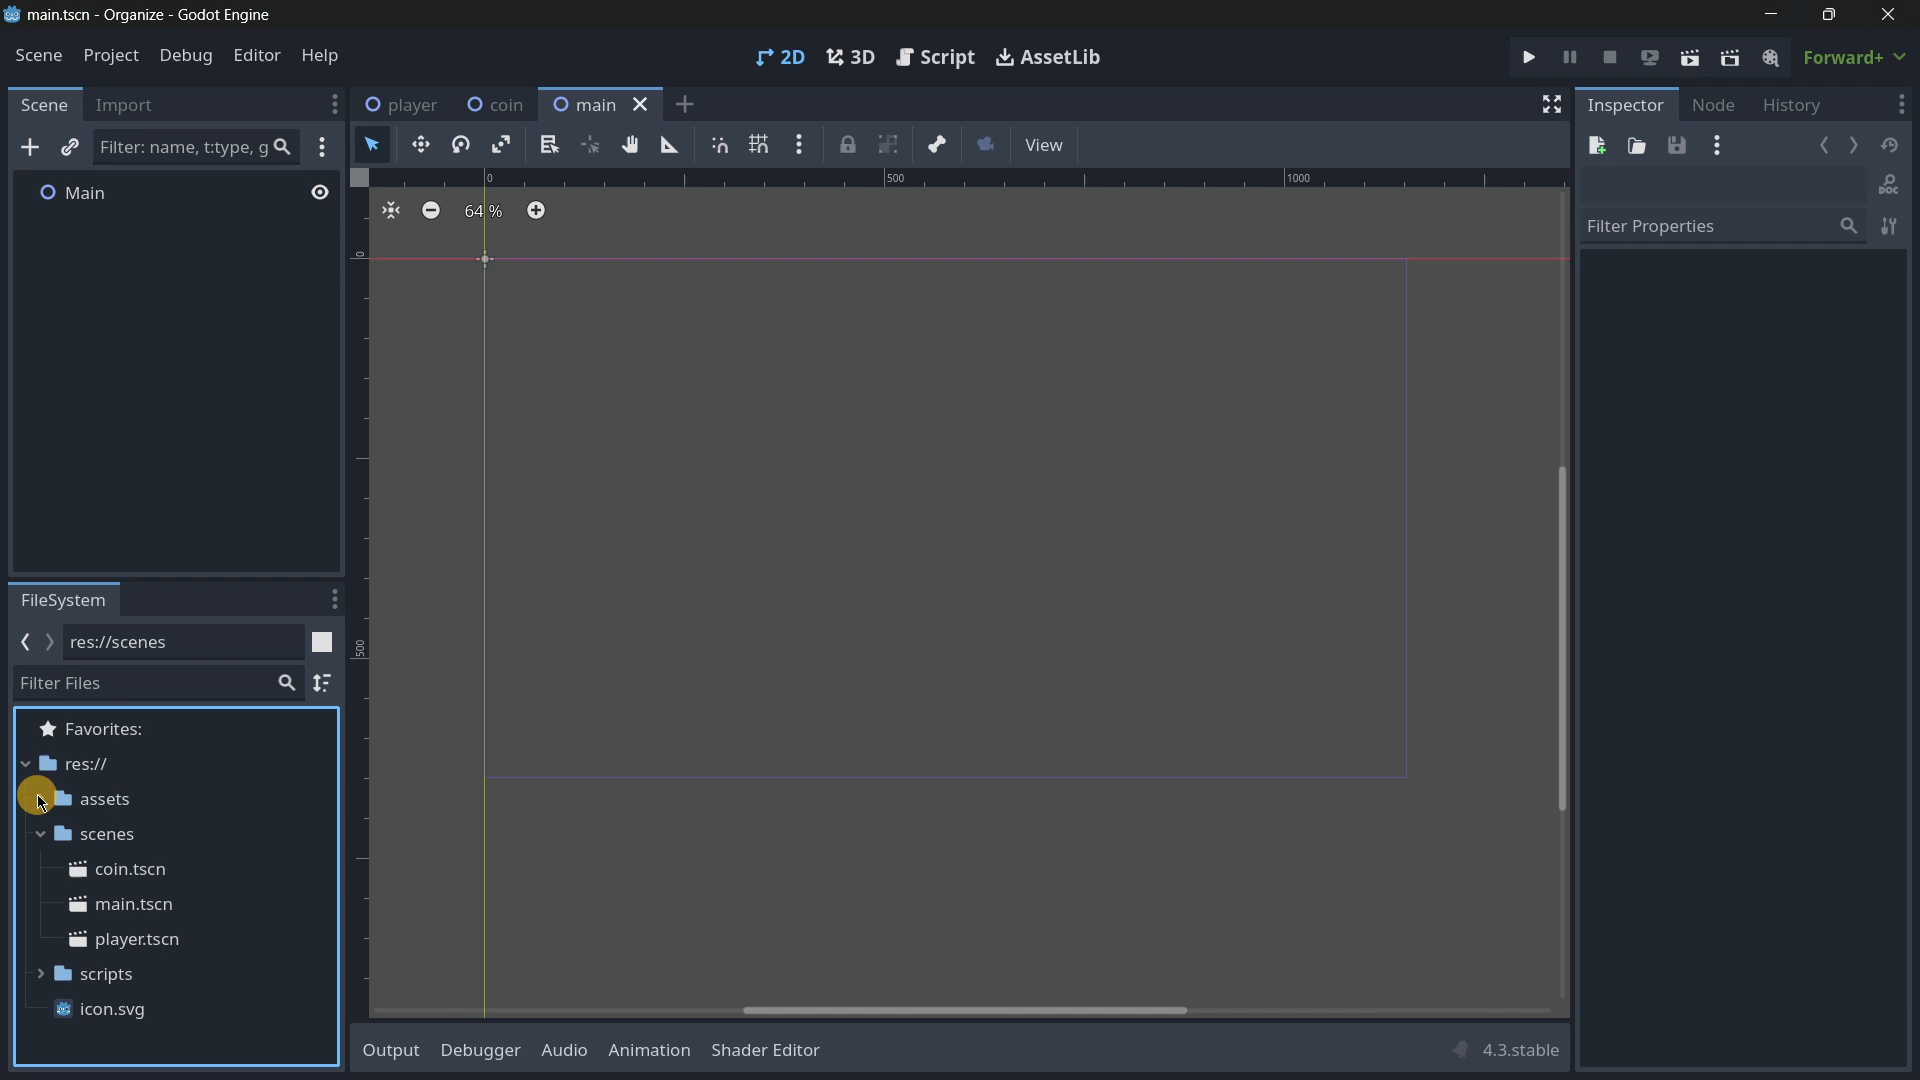 main.tscn - Organize - Godot Engine
Scene Project Debug Editor Help
2D 3D Script AssetLib
Forward+
Scene Import
player coin main
Inspector Node History
Filter: name, t:type, g
View
Main
0 500 1000
64 %
0
500
Filter Properties
FileSystem
res://scenes
Filter Files
Favorites:
res://
assets
scenes
coin.tscn
main.tscn
player.tscn
scripts
icon.svg
Output Debugger Audio Animation Shader Editor
4.3.stable
DOC